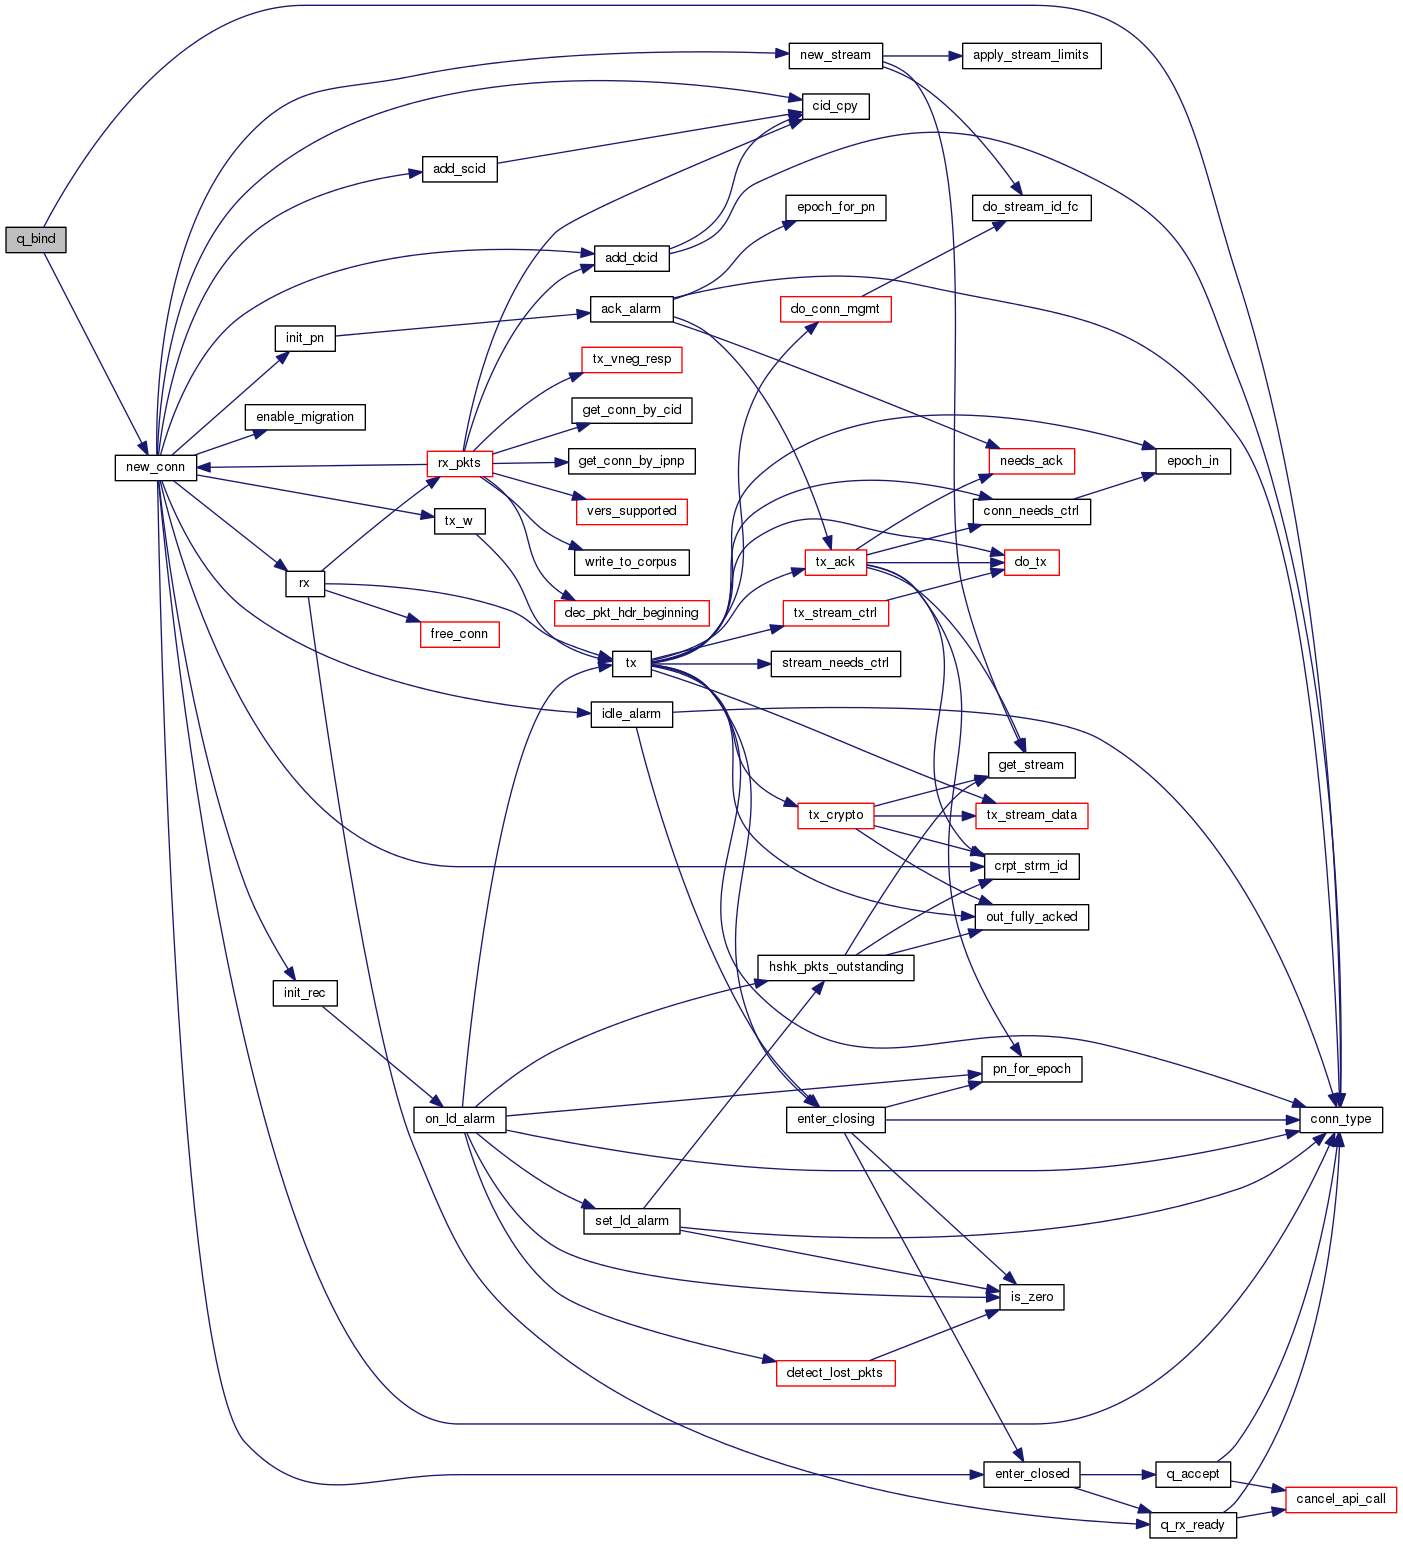 new_stream
apply_stream_limits
cid_cpy
add_scid
epoch_for_pn
do_stream_id_fc
q_bind
add_dcid
ack_alarm
do_conn_mgmt
init_pn
tx_vneg_resp
enable_migration
get_conn_by_cid
new_conn
rx_pkts
get_conn_by_ipnp
needs_ack
epoch_in
tx_w
vers_supported
conn_needs_ctrl
rx
write_to_corpus
tx_ack
do_tx
dec_pkt_hdr_beginning
tx_stream_ctrl
free_conn
tx
stream_needs_ctrl
idle_alarm
get_stream
tx_crypto
tx_stream_data
crpt_strm_id
out_fully_acked
hshk_pkts_outstanding
init_rec
pn_for_epoch
on_ld_alarm
enter_closing
conn_type
set_ld_alarm
is_zero
detect_lost_pkts
enter_closed
q_accept
cancel_api_call
q_rx_ready